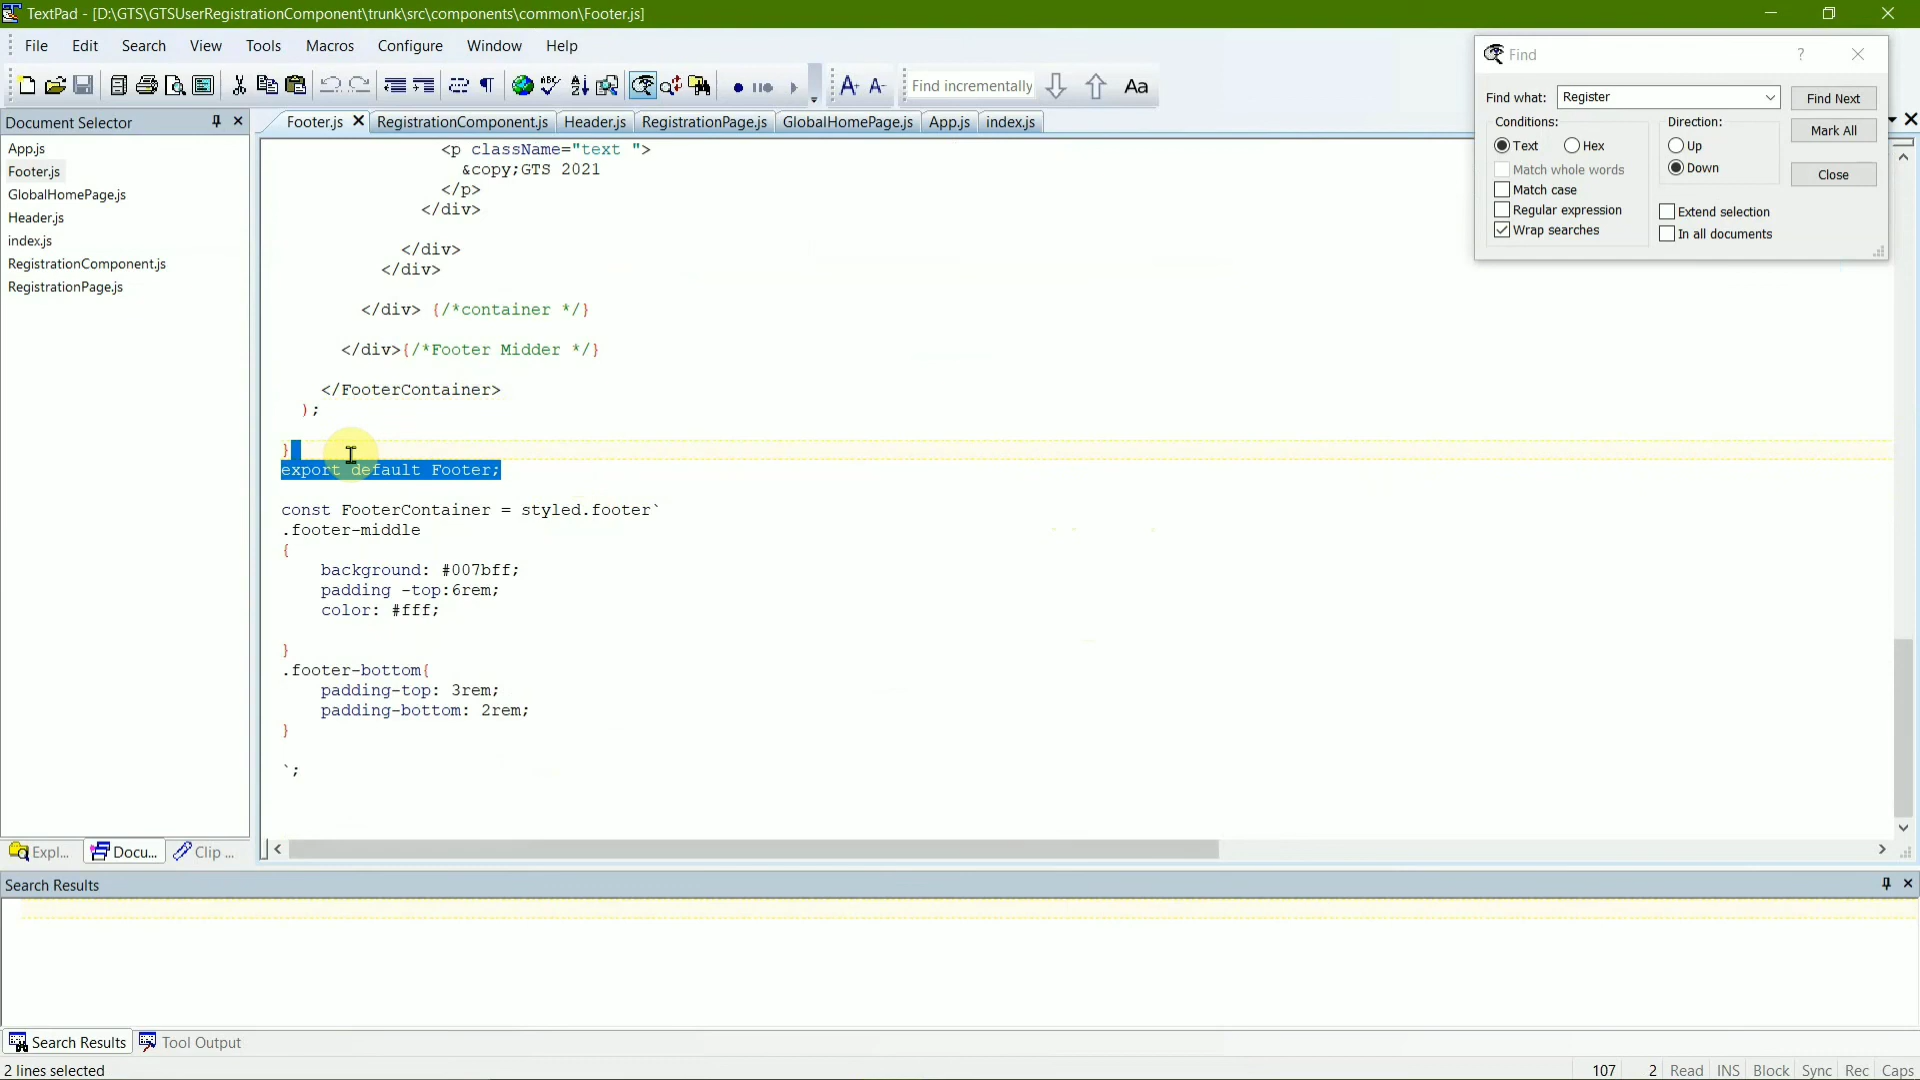 TextPad - [D:\GTS\GTSUserRegistrationComponent\trunk\src\components\common\Footer.js]
File Edit Search View Tools Macros Configure Window Help
Find incrementally
Aa
Find
Find what: Register
Find Next
Conditions:
Direction:
Mark All
Text
Hex
Up
Match whole words
Down
Close
Match case
Regular expression
Extend selection
Wrap searches
In all documents
Document Selector
Footer.js RegistrationComponent.js Header.js RegistrationPage.js GlobalHomePage.js App.js index.js
App.js
Footer.js
GlobalHomePage.js
Header.js
index.js
RegistrationComponent.js
RegistrationPage.js
<p className="text ">
&copy;GTS 2021
</p>
</div>
</div>
</div>
</div> {/*container */}
</div>{/*Footer Midder */}
</FooterContainer>
);
}
export default Footer;
const FooterContainer = styled.footer`
.footer-middle
{
background: #007bff;
padding -top:6rem;
color: #fff;
}
.footer-bottom{
padding-top: 3rem;
padding-bottom: 2rem;
}
`;
Expl... Docu... Clip ...
Search Results
Search Results Tool Output
2 lines selected
107 2 Read INS Block Sync Rec Caps